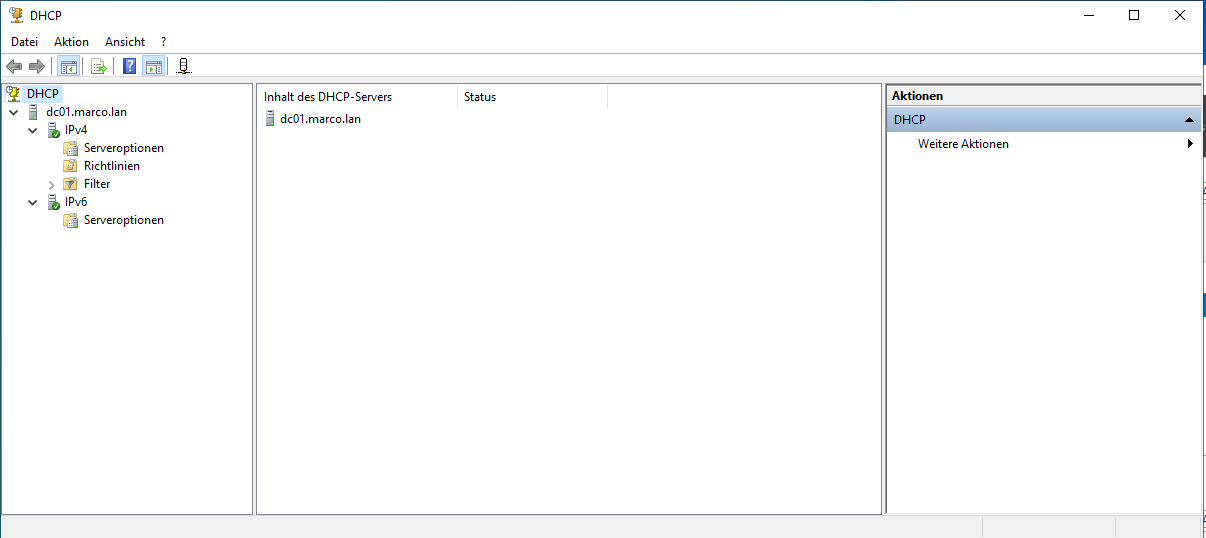 DHCP
Datei Aktion Ansicht ?
DHCP
dc01.marco.lan
IPv4
Serveroptionen
Richtlinien
Filter
IPv6
Serveroptionen
Inhalt des DHCP-Servers Status
dc01.marco.lan
Aktionen
DHCP
Weitere Aktionen